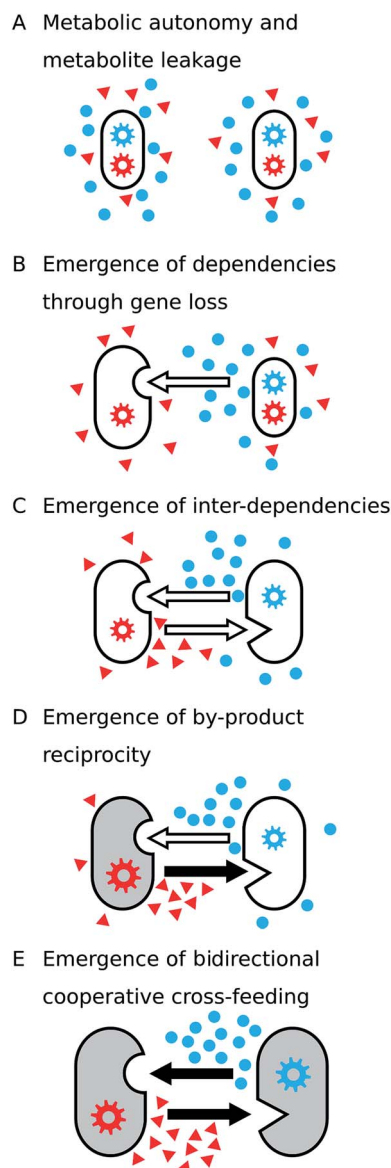 A Metabolic autonomy and
metabolite leakage
B Emergence of dependencies
through gene loss
C Emergence of inter-dependencies
D Emergence of by-product
reciprocity
E Emergence of bidirectional
cooperative cross-feeding